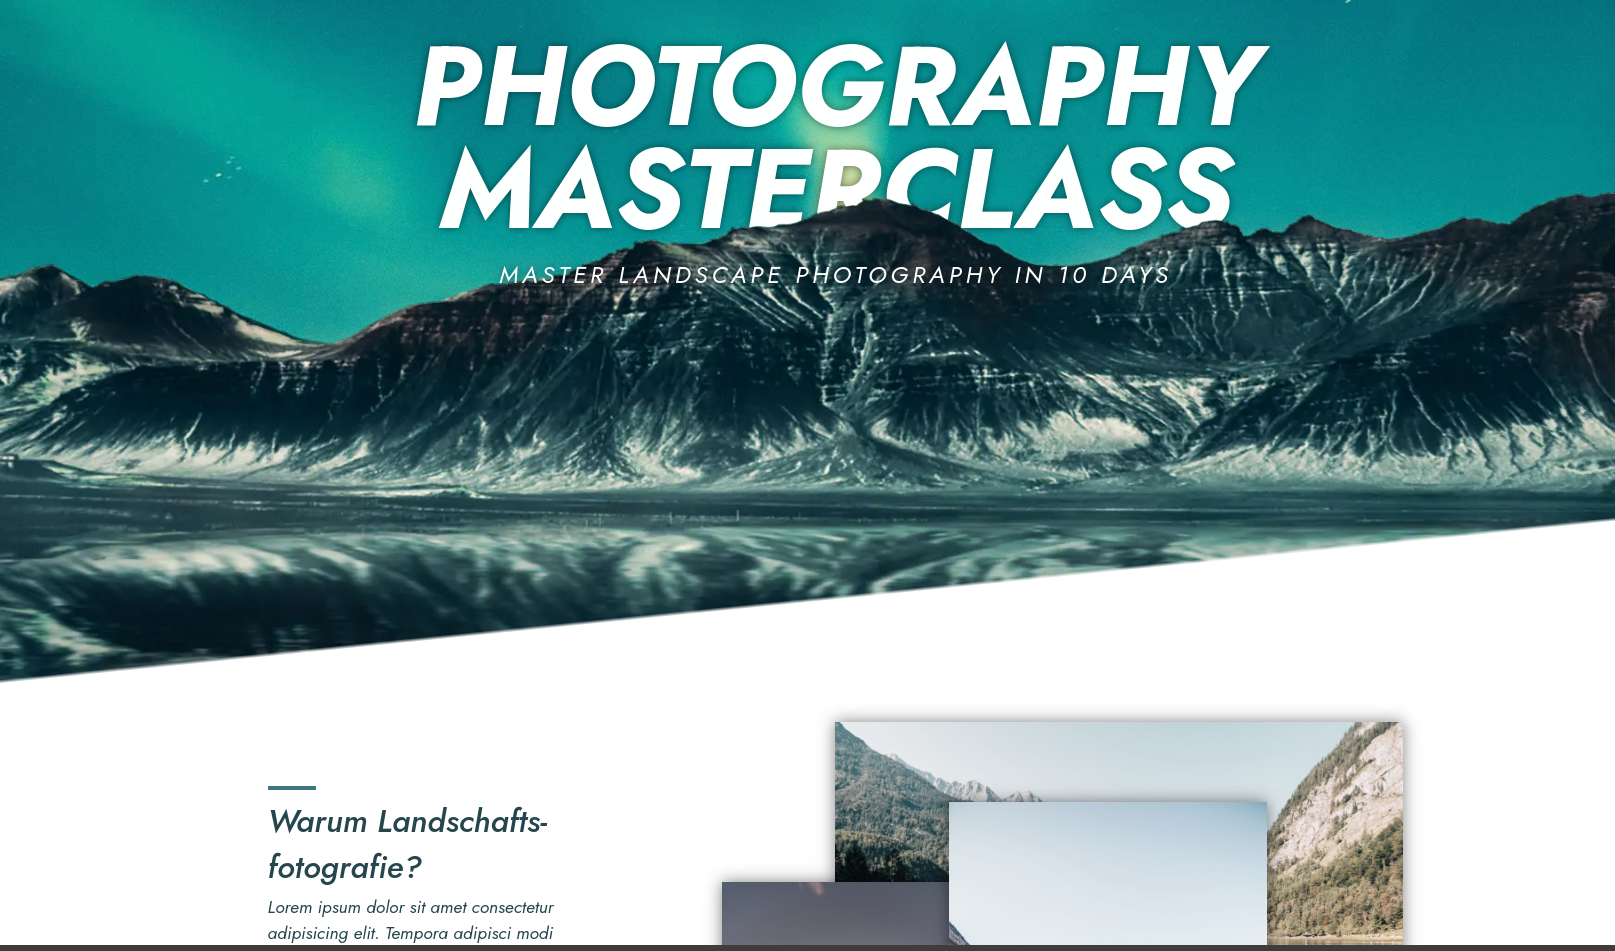 PHOTOGRAPHY
MASTERCLASS
MASTER LANDSCAPE PHOTOGRAPHY IN 10 DAYS
Warum Landschafts-
fotografie?
Lorem ipsum dolor sit amet consectetur
adipisicing elit. Tempora adipisci modi